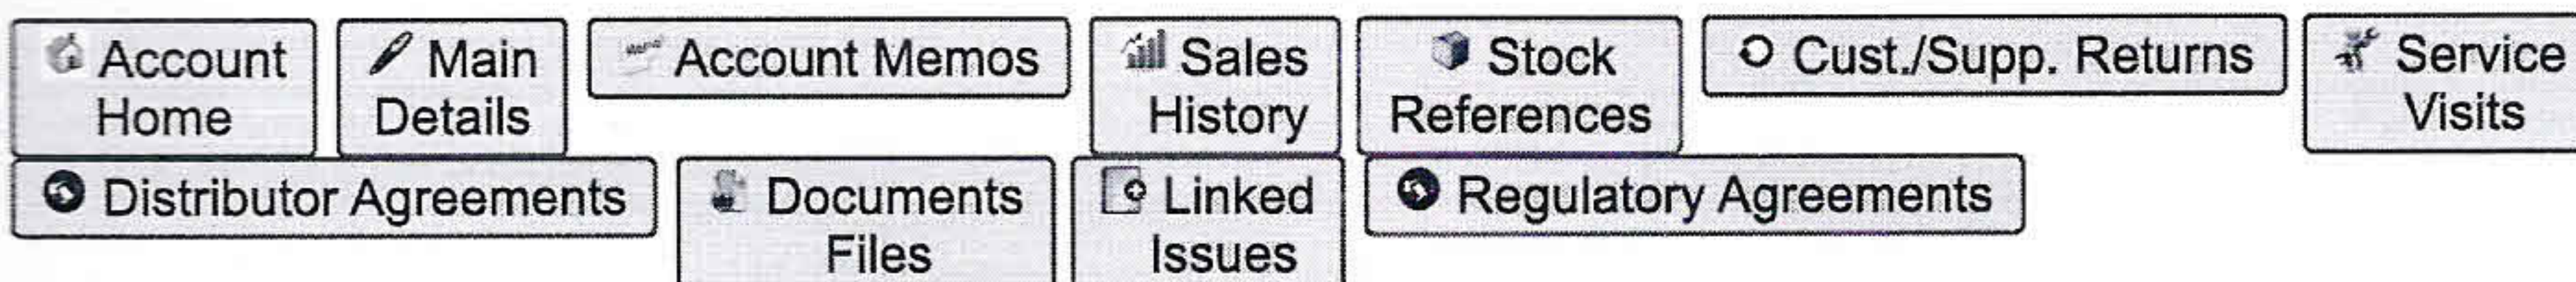 Account Main Account Memos Sales Stock Cust./Supp. Returns Service
Home Details History References Visits
Distributor Agreements Documents Linked Regulatory Agreements
Files Issues